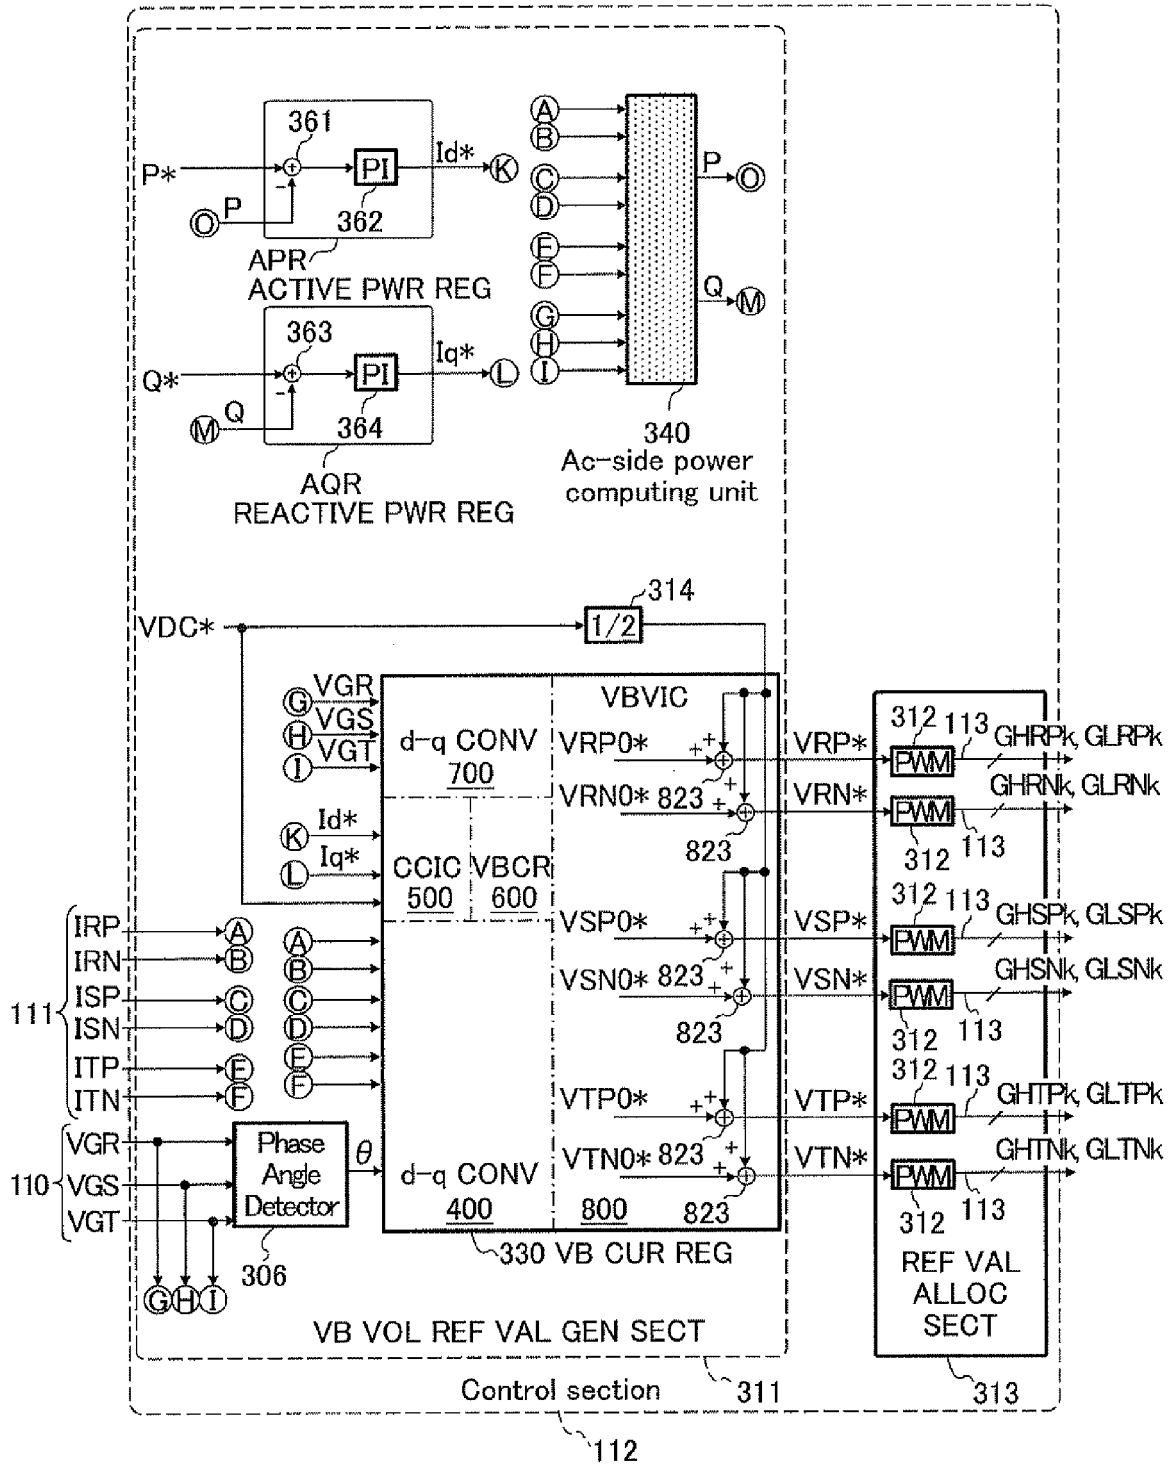 361
P*
PI
Id*
K
O P
-
362
APR
ACTIVE PWR REG
363
Q*
PI
Iq*
L
M Q
-
364
AQR
REACTIVE PWR REG
A
B
C
D
E
F
G
H
I
P O
Q M
340
Ac-side power
computing unit
314
VDC*
1/2
G VGR
H VGS
I VGT
d-q CONV
700
K Id*
L Iq*
CCIC
500
VBCR
600
VBVIC
VRP0* + + VRP*
823
VRN0* + + VRN*
823
VSP0* + + VSP*
823
VSN0* + + VSN*
823
VTP0* + + VTP*
823
VTN0* + + VTN*
823
800
111
IRP A A
IRN B B
ISP C C
ISN D D
ITP E E
ITN F F
110
VGR
VGS
VGT
Phase
Angle
Detector
θ
306
G H I
d-q CONV
400
330 VB CUR REG
VB VOL REF VAL GEN SECT
311
312 113 GHRPk, GLRPk
PWM
GHRNk, GLRNk
PWM
312 113
312 113 GHSPk, GLSPk
PWM
GHSNk, GLSNk
PWM
312 113
312 113 GHTPk, GLTPk
PWM
GHTNk, GLTNk
PWM
312 113
REF VAL
ALLOC
SECT
313
Control section
112